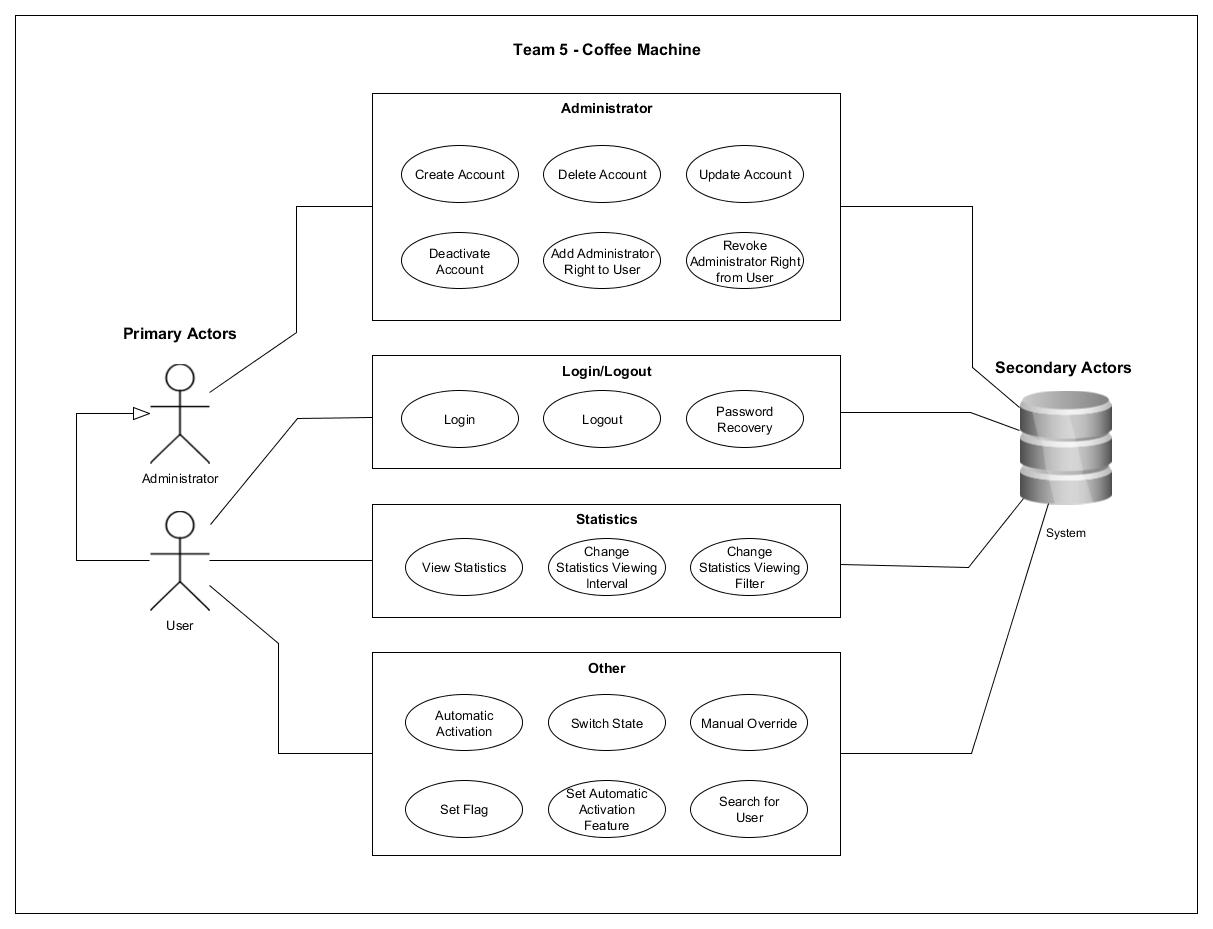 Team 5 - Coffee Machine
Administrator
Create Account
Delete Account
Update Account
Deactivate
Account
Add Administrator
Right to User
Revoke
Administrator Right
from User
Primary Actors
Administrator
User
Login/Logout
Login
Logout
Password
Recovery
Statistics
View Statistics
Change
Statistics Viewing
Interval
Change
Statistics Viewing
Filter
Other
Automatic
Activation
Switch State
Manual Override
Set Flag
Set Automatic
Activation
Feature
Search for
User
Secondary Actors
System